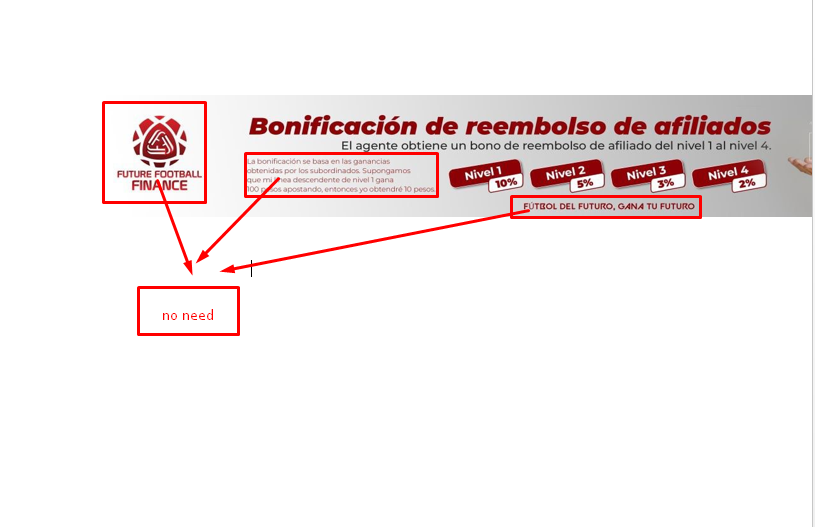 Bonificación de reembolso de afiliados
El agente obtiene un bono de reembolso de afiliado del nivel 1 al nivel 4.
FUTURE FOOTBALL
FINANCE
La bonificación se basa en las ganancias
obtenidas por los subordinados. Supongamos
que mi línea descendente de nivel 1 gana
100 pesos apostando, entonces yo obtendré 10 pesos.
Nivel 1
10%
Nivel 2
5%
Nivel 3
3%
Nivel 4
2%
FÚTBOL DEL FUTURO, GANA TU FUTURO
no need